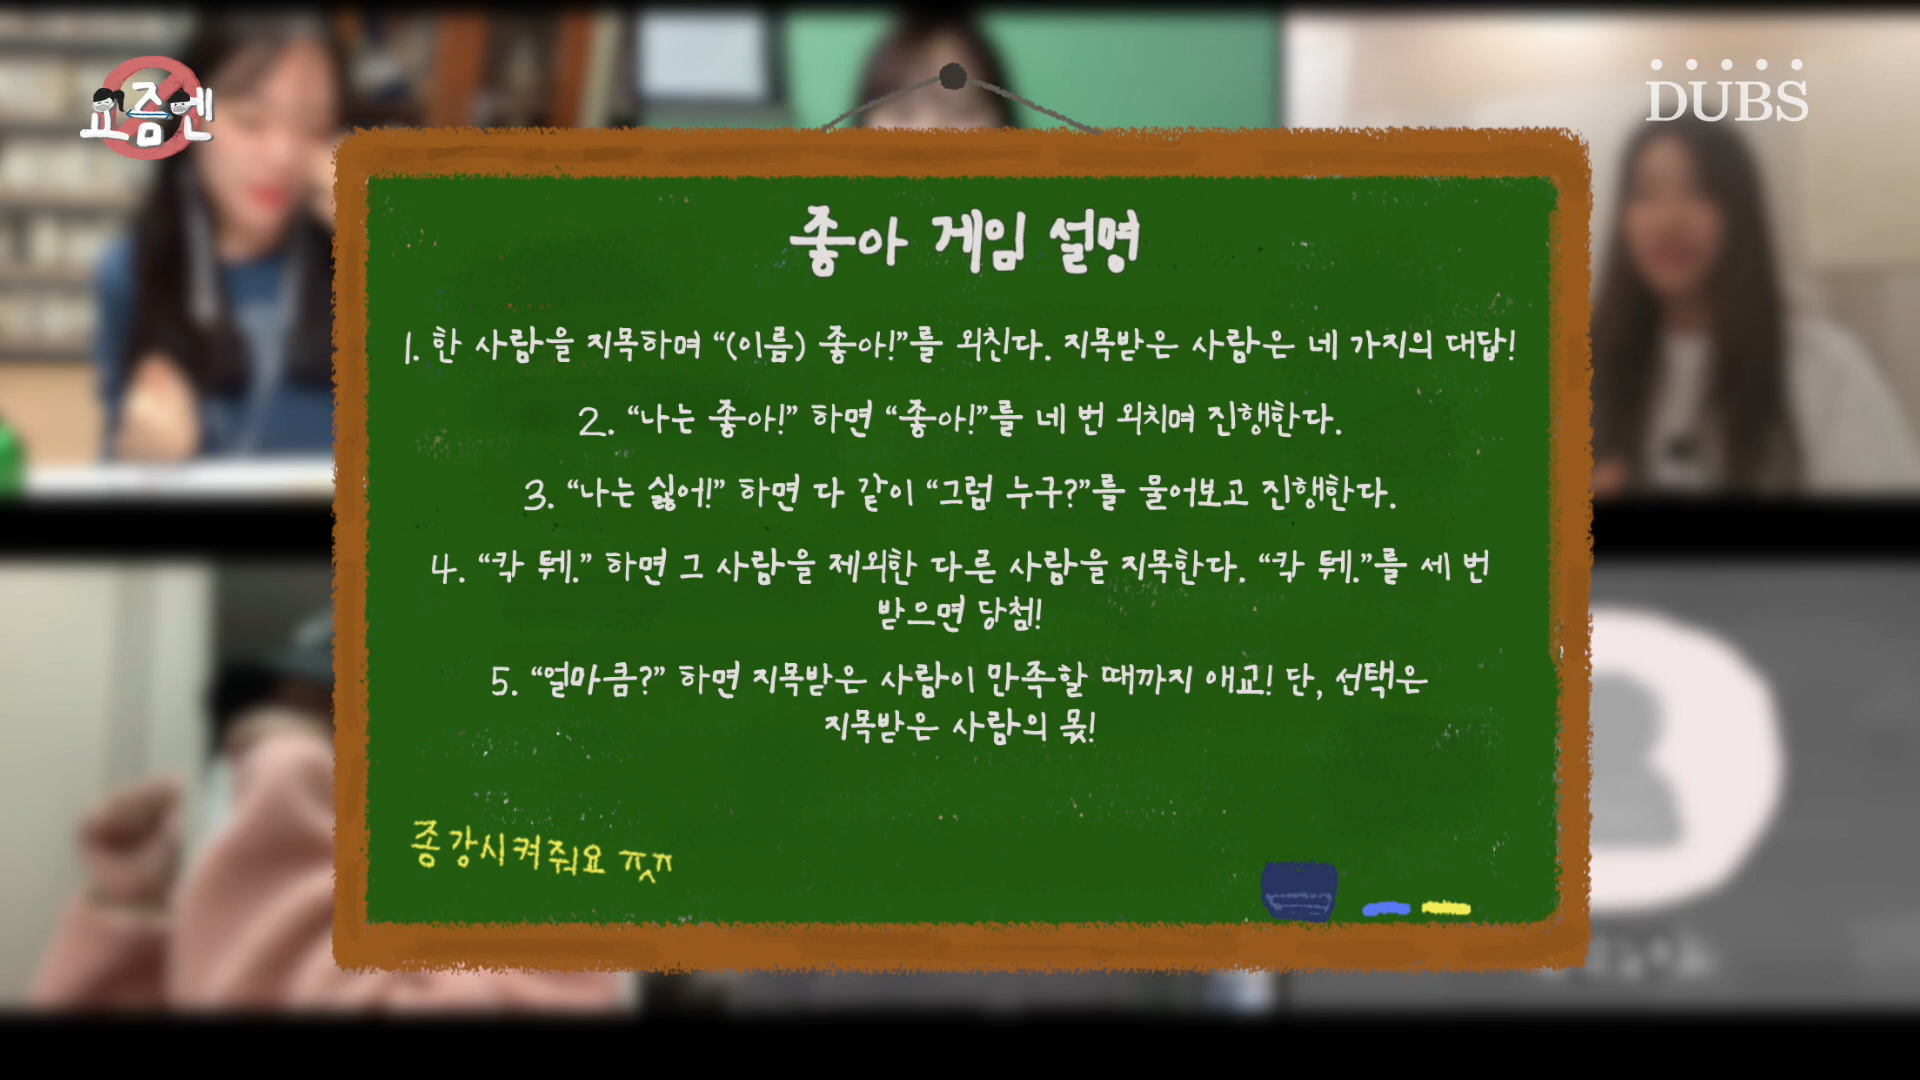 요즘엔
DUBS
좋아 게임 설명
1. 한 사람을 지목하며 “(이름) 좋아!”를 외친다. 지목받은 사람은 네 가지의 대답!
2. “나는 좋아!” 하면 “좋아!”를 네 번 외치며 진행한다.
3. “나는 싫어!” 하면 다 같이 “그럼 누구?”를 물어보고 진행한다.
4. “칵 퉤.” 하면 그 사람을 제외한 다른 사람을 지목한다. “칵 퉤.”를 세 번
받으면 당첨!
5. “얼마큼?” 하면 지목받은 사람이 만족할 때까지 애교! 단, 선택은
지목받은 사람의 몫!
종강시켜줘요 ㅠㅅㅠ